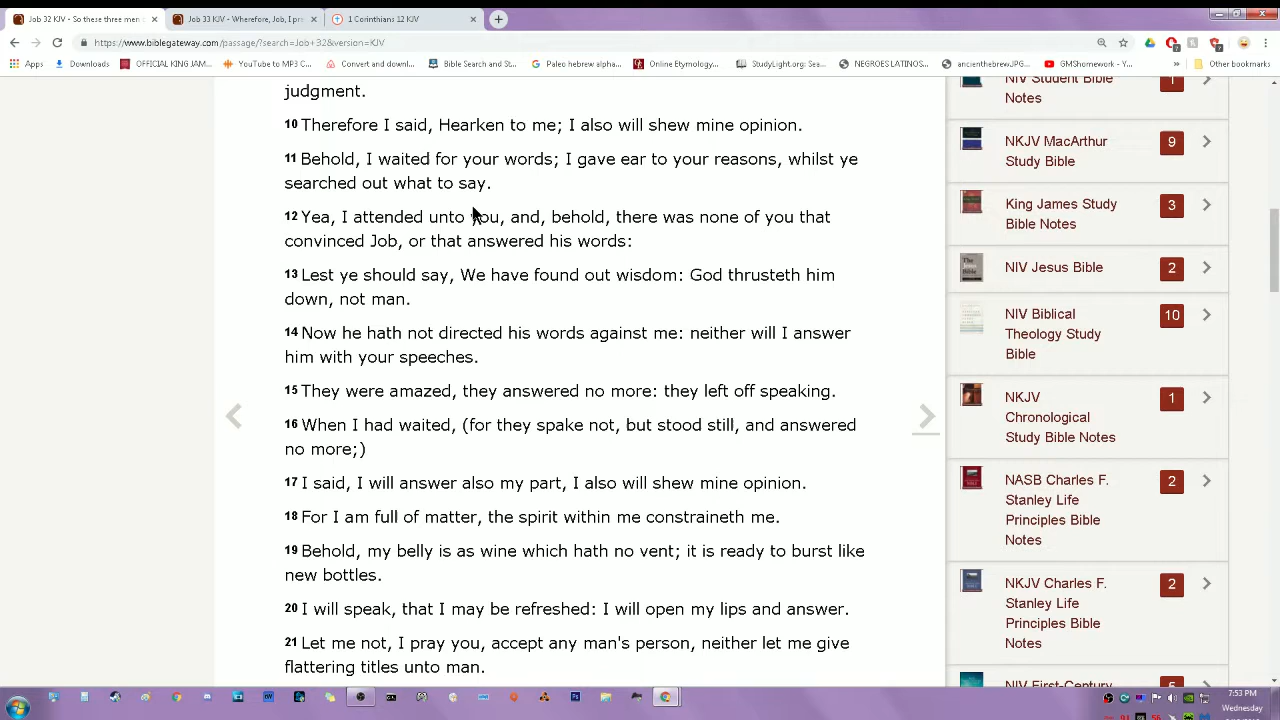 Job 32 KJV - So these three men
Job 33 KJV - Wherefore, Job, I pre
1 Corinthians 12 KJV
https://www.biblegateway.com/passage/?search=Job+32&version=KJV
Apps
Downloads
OFFICIAL KING JAM...
YouTube to MP3 C...
Convert and downl...
Bible Search and S...
Paleo hebrew alpha...
Online Etymology...
StudyLight.org: Sea...
NEGROES LATINOS...
ancienthebrewJPG...
GMSHomework - Y...
Other bookmarks
judgment.
10 Therefore I said, Hearken to me; I also will shew mine opinion.
11 Behold, I waited for your words; I gave ear to your reasons, whilst ye
searched out what to say.
12 Yea, I attended unto you, and, behold, there was none of you that
convinced Job, or that answered his words:
13 Lest ye should say, We have found out wisdom: God thrusteth him
down, not man.
14 Now he hath not directed his words against me: neither will I answer
him with your speeches.
15 They were amazed, they answered no more: they left off speaking.
16 When I had waited, (for they spake not, but stood still, and answered
no more;)
17 I said, I will answer also my part, I also will shew mine opinion.
18 For I am full of matter, the spirit within me constraineth me.
19 Behold, my belly is as wine which hath no vent; it is ready to burst like
new bottles.
20 I will speak, that I may be refreshed: I will open my lips and answer.
21 Let me not, I pray you, accept any man's person, neither let me give
flattering titles unto man.
NIV Student Bible
Notes
1
NKJV MacArthur
Study Bible
9
King James Study
Bible Notes
3
NIV Jesus Bible
2
NIV Biblical
Theology Study
Bible
10
NKJV
Chronological
Study Bible Notes
1
NASB Charles F.
Stanley Life
Principles Bible
Notes
2
NKJV Charles F.
Stanley Life
Principles Bible
Notes
2
NIV First-Century
5
7:53 PM
Wednesday